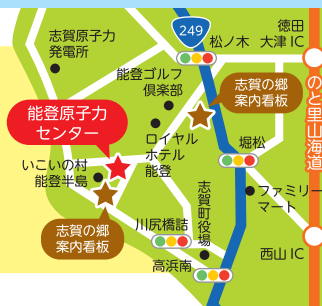 志賀原子力
発電所
249
松ノ木
徳田
大津IC
能登ゴルフ
倶楽部
志賀の郷
案内看板
能登原子力
センター
ロイヤル
ホテル
能登
堀松
のと里山海道
いこいの村
能登半島
志賀町役場
ファミリー
マート
志賀の郷
案内看板
川尻橋詰
高浜南
西山IC